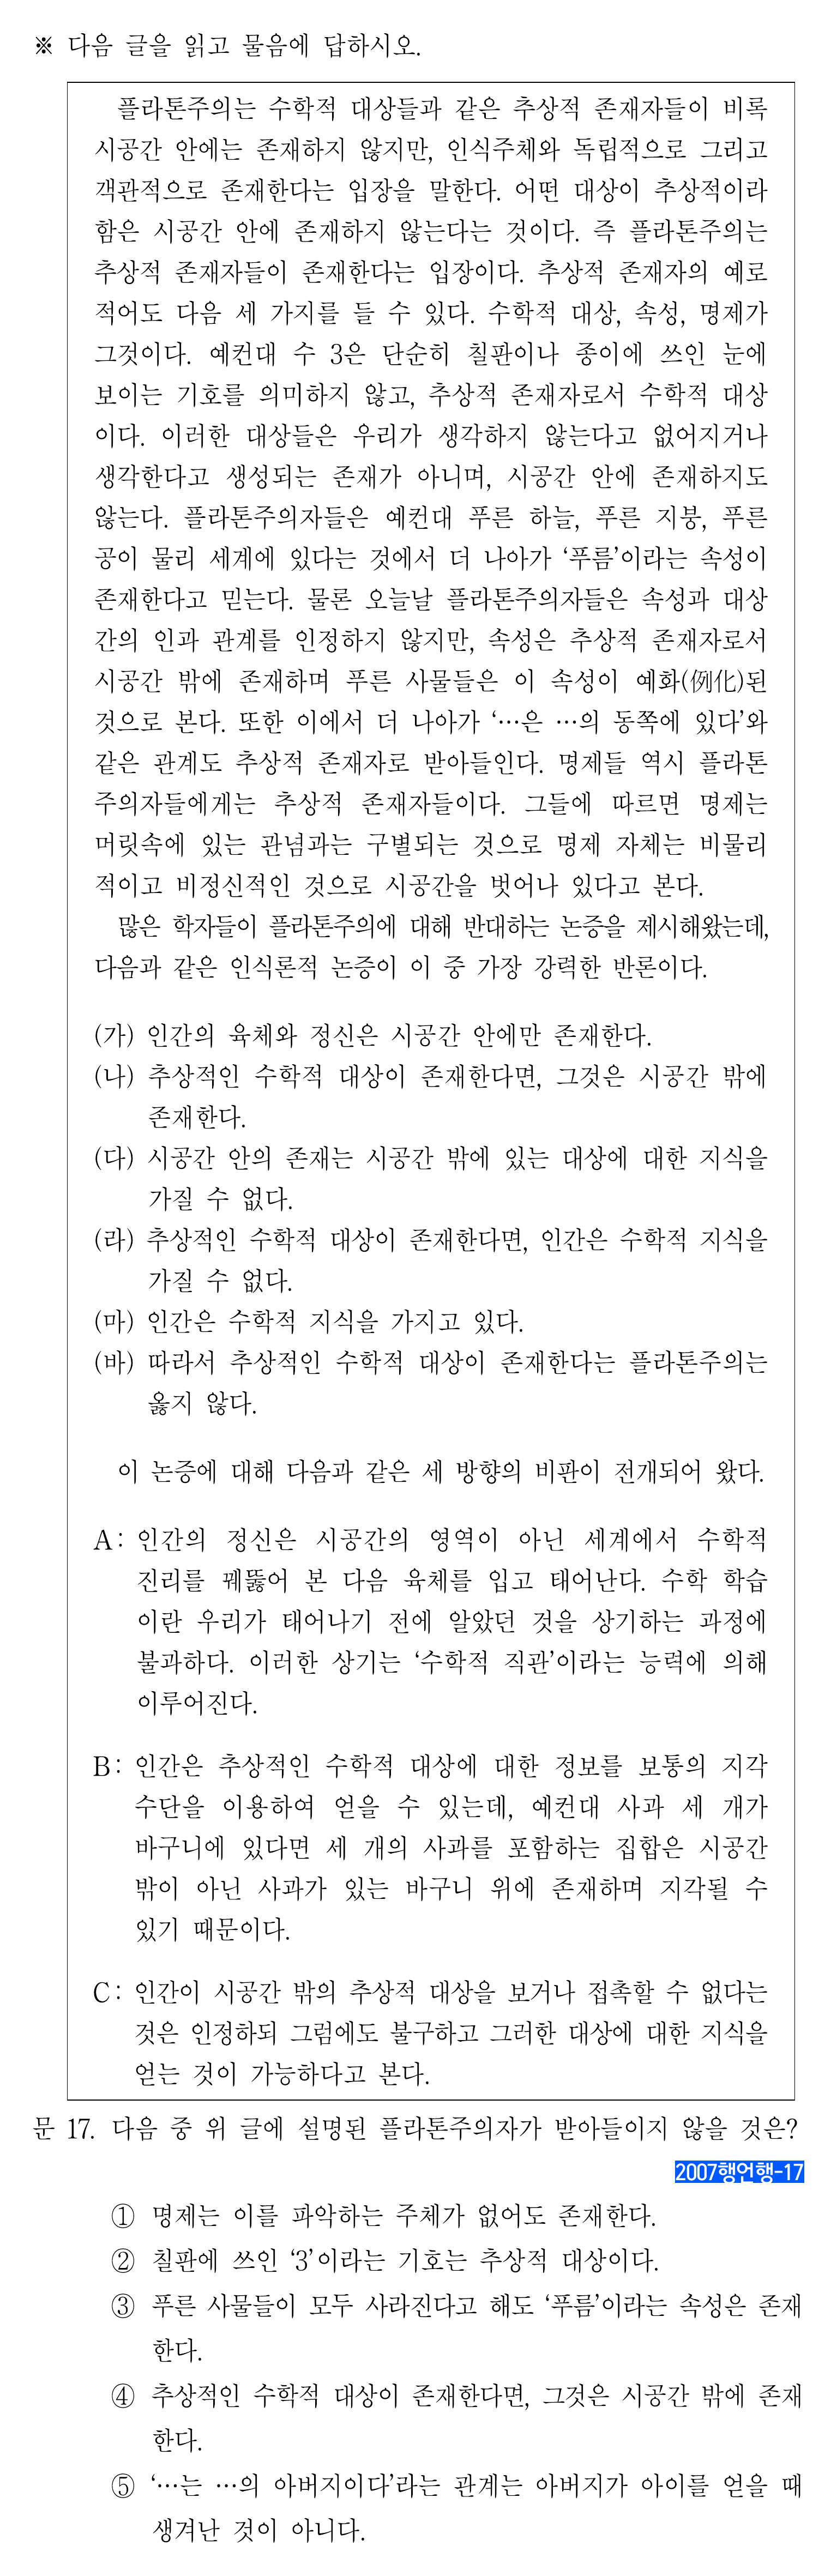 ※ 다음 글을 읽고 물음에 답하시오.
플라톤주의는 수학적 대상들과 같은 추상적 존재자들이 비록
시공간 안에는 존재하지 않지만, 인식주체와 독립적으로 그리고
객관적으로 존재한다는 입장을 말한다. 어떤 대상이 추상적이라
함은 시공간 안에 존재하지 않는다는 것이다. 즉 플라톤주의는
추상적 존재자들이 존재한다는 입장이다. 추상적 존재자의 예로
적어도 다음 세 가지를 들 수 있다. 수학적 대상, 속성, 명제가
그것이다. 예컨대 수 3은 단순히 칠판이나 종이에 쓰인 눈에
보이는 기호를 의미하지 않고, 추상적 존재자로서 수학적 대상
이다. 이러한 대상들은 우리가 생각하지 않는다고 없어지거나
생각한다고 생성되는 존재가 아니며, 시공간 안에 존재하지도
않는다. 플라톤주의자들은 예컨대 푸른 하늘, 푸른 지붕, 푸른
공이 물리 세계에 있다는 것에서 더 나아가 ‘푸름’이라는 속성이
존재한다고 믿는다. 물론 오늘날 플라톤주의자들은 속성과 대상
간의 인과 관계를 인정하지 않지만, 속성은 추상적 존재자로서
시공간 밖에 존재하며 푸른 사물들은 이 속성이 예화(例化)된
것으로 본다. 또한 이에서 더 나아가 ‘…은 …의 동쪽에 있다’와
같은 관계도 추상적 존재자로 받아들인다. 명제들 역시 플라톤
주의자들에게는 추상적 존재자들이다. 그들에 따르면 명제는
머릿속에 있는 관념과는 구별되는 것으로 명제 자체는 비물리
적이고 비정신적인 것으로 시공간을 벗어나 있다고 본다.
많은 학자들이 플라톤주의에 대해 반대하는 논증을 제시해왔는데,
다음과 같은 인식론적 논증이 이 중 가장 강력한 반론이다.
(가) 인간의 육체와 정신은 시공간 안에만 존재한다.
(나) 추상적인 수학적 대상이 존재한다면, 그것은 시공간 밖에
존재한다.
(다) 시공간 안의 존재는 시공간 밖에 있는 대상에 대한 지식을
가질 수 없다.
(라) 추상적인 수학적 대상이 존재한다면, 인간은 수학적 지식을
가질 수 없다.
(마) 인간은 수학적 지식을 가지고 있다.
(바) 따라서 추상적인 수학적 대상이 존재한다는 플라톤주의는
옳지 않다.
이 논증에 대해 다음과 같은 세 방향의 비판이 전개되어 왔다.
A: 인간의 정신은 시공간의 영역이 아닌 세계에서 수학적
진리를 꿰뚫어 본 다음 육체를 입고 태어난다. 수학 학습
이란 우리가 태어나기 전에 알았던 것을 상기하는 과정에
불과하다. 이러한 상기는 ‘수학적 직관’이라는 능력에 의해
이루어진다.
B: 인간은 추상적인 수학적 대상에 대한 정보를 보통의 지각
수단을 이용하여 얻을 수 있는데, 예컨대 사과 세 개가
바구니에 있다면 세 개의 사과를 포함하는 집합은 시공간
밖이 아닌 사과가 있는 바구니 위에 존재하며 지각될 수
있기 때문이다.
C: 인간이 시공간 밖의 추상적 대상을 보거나 접촉할 수 없다는
것은 인정하되 그럼에도 불구하고 그러한 대상에 대한 지식을
얻는 것이 가능하다고 본다.
문 17. 다음 중 위 글에 설명된 플라톤주의자가 받아들이지 않을 것은?
2007행언행-17
① 명제는 이를 파악하는 주체가 없어도 존재한다.
② 칠판에 쓰인 ‘3’이라는 기호는 추상적 대상이다.
③ 푸른 사물들이 모두 사라진다고 해도 ‘푸름’이라는 속성은 존재
한다.
④ 추상적인 수학적 대상이 존재한다면, 그것은 시공간 밖에 존재
한다.
⑤ ‘…는 …의 아버지이다’라는 관계는 아버지가 아이를 얻을 때
생겨난 것이 아니다.